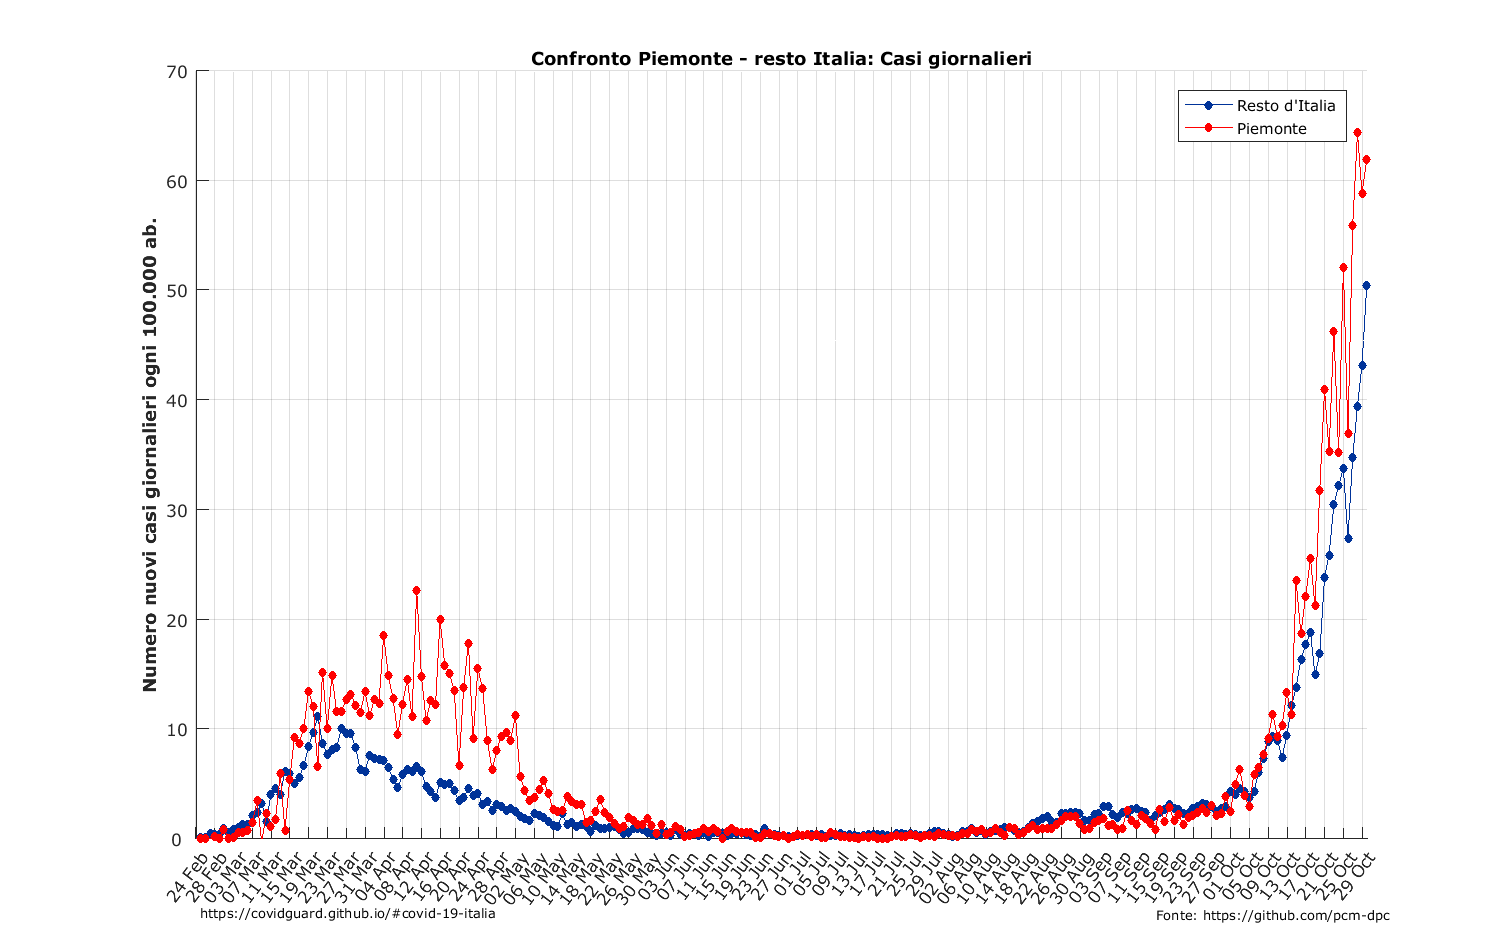 Confronto Piemonte - resto Italia: Casi giornalieri
Resto d'Italia
Piemonte
Numero nuovi casi giornalieri ogni 100.000 ab.
70
60
50
40
30
20
10
0
24 Feb
28 Feb
03 Mar
07 Mar
11 Mar
15 Mar
19 Mar
23 Mar
27 Mar
31 Mar
04 Apr
08 Apr
12 Apr
16 Apr
20 Apr
24 Apr
28 Apr
02 May
06 May
10 May
14 May
18 May
22 May
26 May
30 May
03 Jun
07 Jun
11 Jun
15 Jun
19 Jun
23 Jun
27 Jun
01 Jul
05 Jul
09 Jul
13 Jul
17 Jul
21 Jul
25 Jul
29 Jul
02 Aug
06 Aug
10 Aug
14 Aug
18 Aug
22 Aug
26 Aug
30 Aug
03 Sep
07 Sep
11 Sep
15 Sep
19 Sep
23 Sep
27 Sep
01 Oct
05 Oct
09 Oct
13 Oct
17 Oct
21 Oct
25 Oct
29 Oct
https://covidguard.github.io/#covid-19-italia
Fonte: https://github.com/pcm-dpc